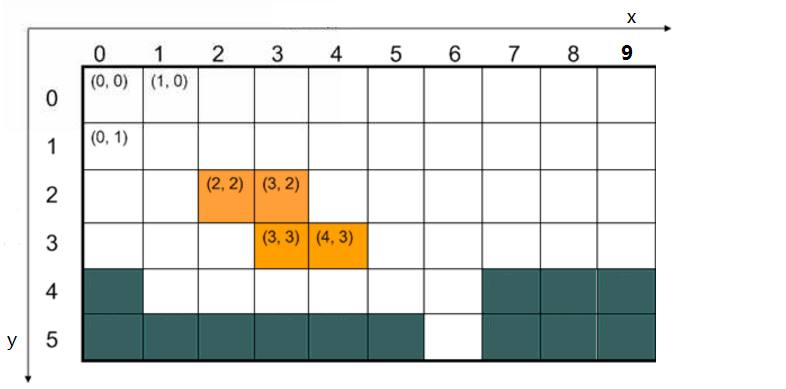 x
0 1 2 3 4 5 6 7 8 9
0 (0, 0) (1, 0)
1 (0, 1)
2 (2, 2) (3, 2)
3 (3, 3) (4, 3)
4
y 5